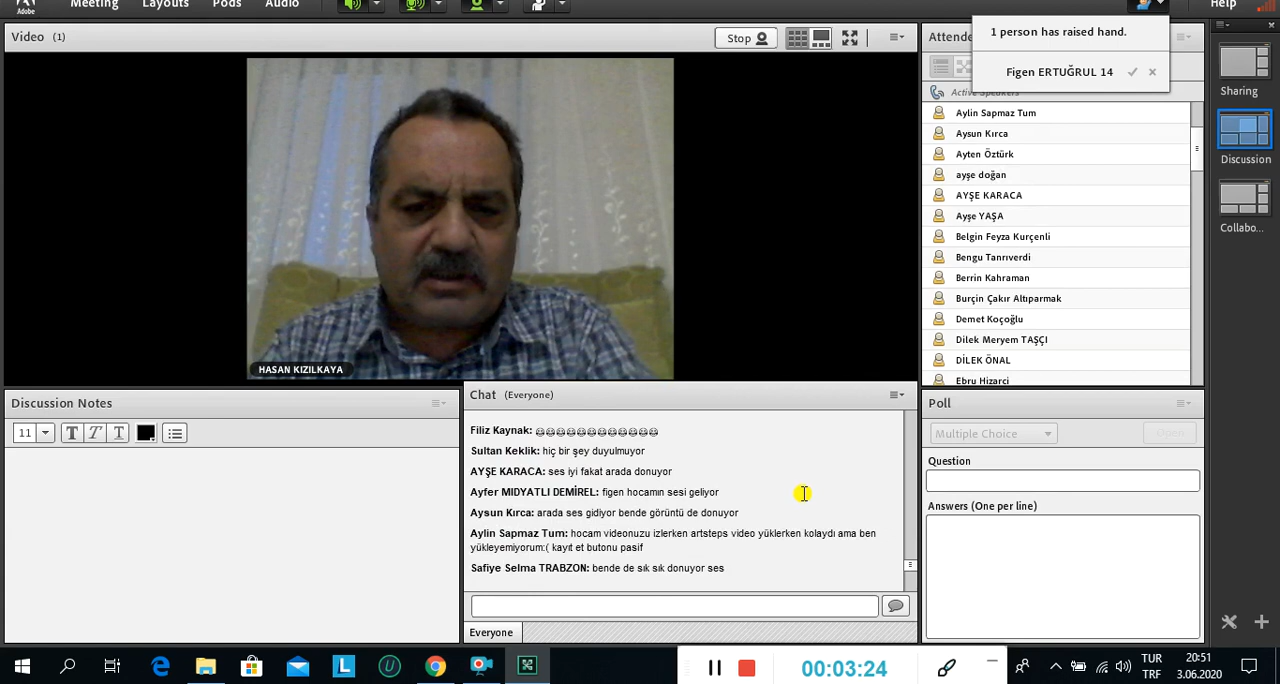 Adobe
Meeting Layouts Pods Audio Help
Video (1)
Stop
HASAN KIZILKAYA
1 person has raised hand.
Figen ERTUĞRUL 14
Active Speakers
Aylin Sapmaz Tum
Aysun Kırca
Ayten Öztürk
ayşe doğan
AYŞE KARACA
Ayşe YAŞA
Belgin Feyza Kurçenli
Bengu Tanrıverdi
Berrin Kahraman
Burçin Çakır Altıparmak
Demet Koçoğlu
Dilek Meryem TAŞÇI
DİLEK ÖNAL
Ebru Hizarci
Sharing
Discussion
Collabo...
Discussion Notes
11 T T T
Chat (Everyone)
Filiz Kaynak:
Sultan Keklik: hiç bir şey duyulmuyor
AYŞE KARACA: ses iyi fakat arada donuyor
Ayfer MIDYATLI DEMİREL: figen hocamın sesi geliyor
Aysun Kırca: arada ses gidiyor bende görüntü de donuyor
Aylin Sapmaz Tum: hocam videonuzu izlerken artsteps video yüklerken kolaydı ama ben
yükleyemiyorum:( kayıt et butonu pasif
Safiye Selma TRABZON: bende de sık sık donuyor ses
Everyone
Poll
Multiple Choice Open
Question
Answers (One per line)
00:03:24
TUR
TRF
20:51
3.06.2020